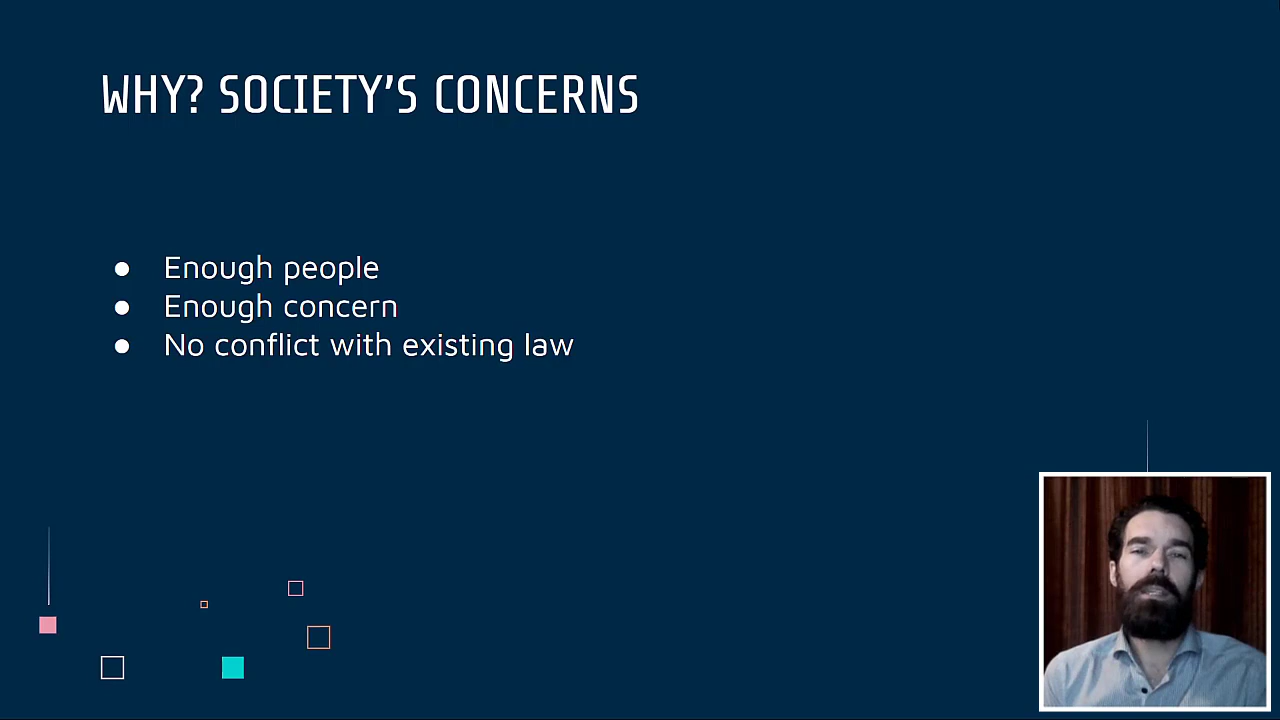 WHY? SOCIETY’S CONCERNS
● Enough people
● Enough concern
● No conflict with existing law